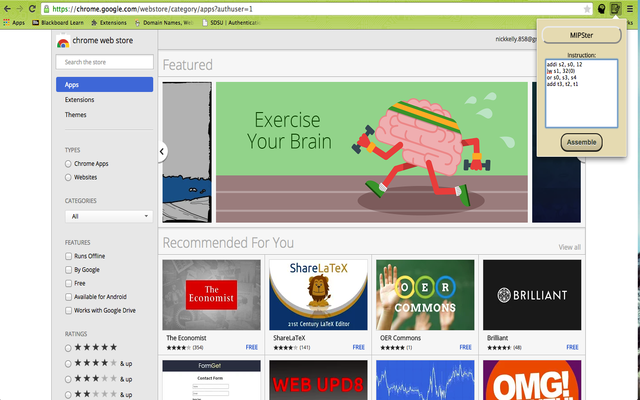 https://chrome.google.com/webstore/category/apps?authuser=1
Apps
Blackboard Learn
Extensions
Domain Names, Web
SDSU | Authenticati
chrome web store
Search the store
Apps
Extensions
Themes
TYPES
Chrome Apps
Websites
CATEGORIES
All
FEATURES
Runs Offline
By Google
Free
Available for Android
Works with Google Drive
RATINGS
& up
& up
& up
Featured
Exercise
Your Brain
Recommended For You
View all
The
Economist
The Economist
(354)
FREE
ShareLaTeX
21st Century LaTeX Editor
ShareLaTeX
(141)
FREE
OER
COMMONS
OER Commons
(1)
FREE
BRILLIANT
Brilliant
(48)
FREE
FormGet
Contact Form
WEB UPD8
OMG!
MIPSter
Instruction:
addi s2, s0, 12
lw s1, 32(0)
or s0, s3, s4
add t3, t2, t1
Assemble